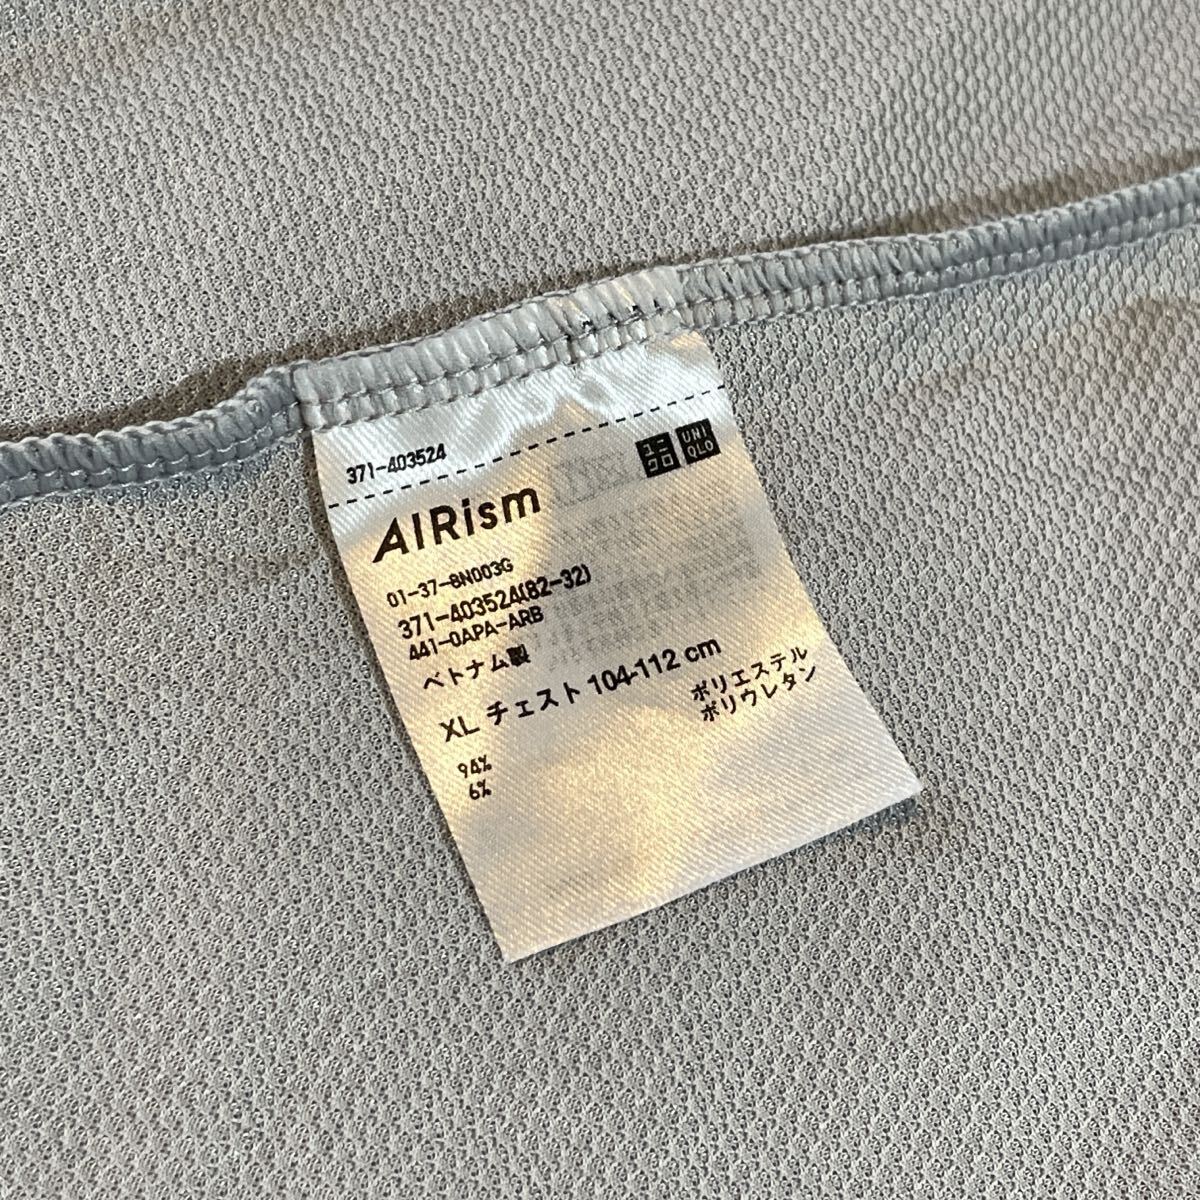 371-403524
ユニ UNI
クロ QLO
AIRism
01-37-8N003G
371-403524(82-32)
441-0APA-ARB
ベトナム製
XL チェスト 104-112 cm
ポリエステル
ポリウレタン
94%
6%